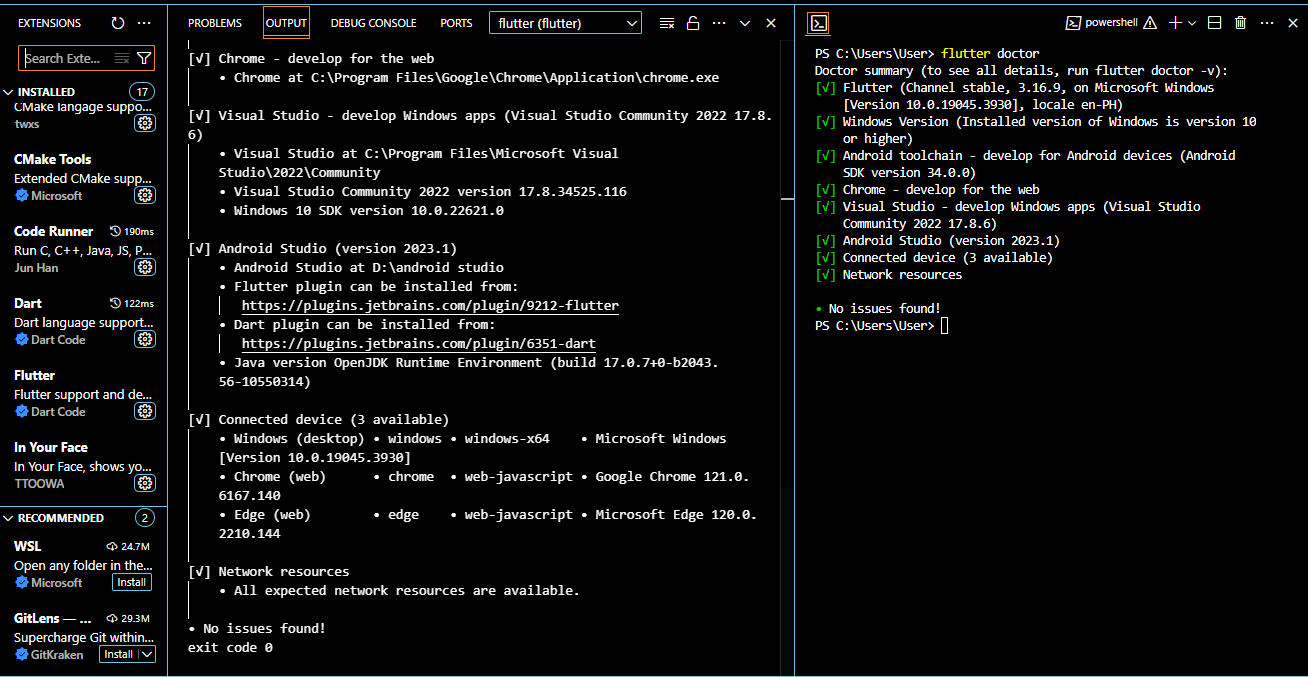 EXTENSIONS
Search Exte...
INSTALLED 17
CMake langage suppo...
twxs
CMake Tools
Extended CMake supp...
Microsoft
Code Runner 190ms
Run C, C++, Java, JS, P...
Jun Han
Dart 122ms
Dart language support...
Dart Code
Flutter
Flutter support and de...
Dart Code
In Your Face
In Your Face, shows yo...
TTOOWA
RECOMMENDED 2
WSL 24.7M
Open any folder in the...
Microsoft Install
GitLens — ... 29.3M
Supercharge Git within...
GitKraken Install
PROBLEMS OUTPUT DEBUG CONSOLE PORTS flutter (flutter)
[√] Chrome - develop for the web
• Chrome at C:\Program Files\Google\Chrome\Application\chrome.exe
[√] Visual Studio - develop Windows apps (Visual Studio Community 2022 17.8.
6)
• Visual Studio at C:\Program Files\Microsoft Visual
Studio\2022\Community
• Visual Studio Community 2022 version 17.8.34525.116
• Windows 10 SDK version 10.0.22621.0
[√] Android Studio (version 2023.1)
• Android Studio at D:\android studio
• Flutter plugin can be installed from:
https://plugins.jetbrains.com/plugin/9212-flutter
• Dart plugin can be installed from:
https://plugins.jetbrains.com/plugin/6351-dart
• Java version OpenJDK Runtime Environment (build 17.0.7+0-b2043.
56-10550314)
[√] Connected device (3 available)
• Windows (desktop) • windows • windows-x64 • Microsoft Windows
[Version 10.0.19045.3930]
• Chrome (web) • chrome • web-javascript • Google Chrome 121.0.
6167.140
• Edge (web) • edge • web-javascript • Microsoft Edge 120.0.
2210.144
[√] Network resources
• All expected network resources are available.
• No issues found!
exit code 0
powershell
PS C:\Users\User> flutter doctor
Doctor summary (to see all details, run flutter doctor -v):
[√] Flutter (Channel stable, 3.16.9, on Microsoft Windows
[Version 10.0.19045.3930], locale en-PH)
[√] Windows Version (Installed version of Windows is version 10
or higher)
[√] Android toolchain - develop for Android devices (Android
SDK version 34.0.0)
[√] Chrome - develop for the web
[√] Visual Studio - develop Windows apps (Visual Studio
Community 2022 17.8.6)
[√] Android Studio (version 2023.1)
[√] Connected device (3 available)
[√] Network resources
• No issues found!
PS C:\Users\User>